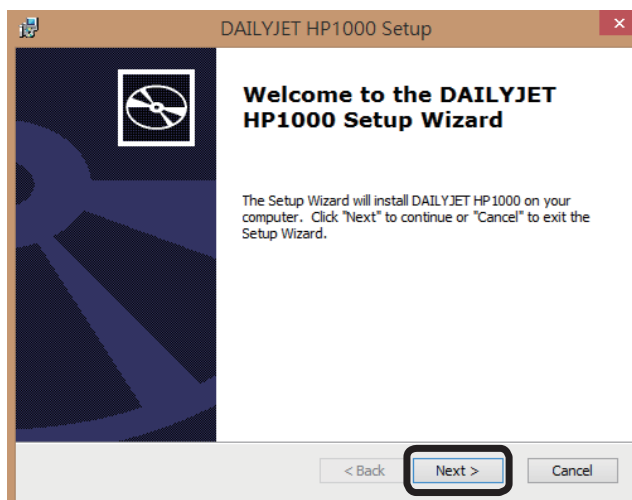 DAILYJET HP1000 Setup
Welcome to the DAILYJET
HP1000 Setup Wizard
The Setup Wizard will install DAILYJET HP1000 on your
computer. Click "Next" to continue or "Cancel" to exit the
Setup Wizard.
< Back Next > Cancel